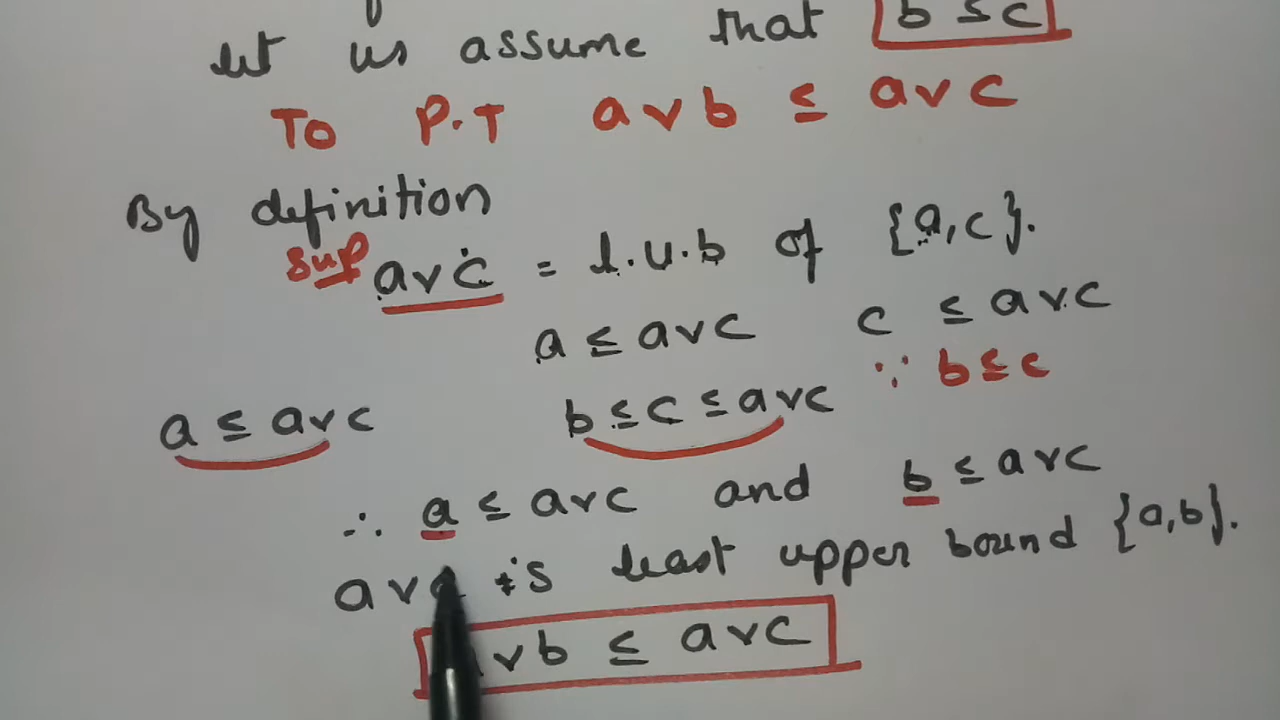 let us assume that b ≤ c
To P.T a∨b ≤ a∨c
By definition
Sup a∨c = l.u.b of {a,c}.
a ≤ a∨c c ≤ a∨c
a ≤ a∨c b ≤ c ≤ a∨c ∵ b ≤ c
∴ a ≤ a∨c and b ≤ a∨c
is least upper bound {a,b}.
∨b ≤ a∨c